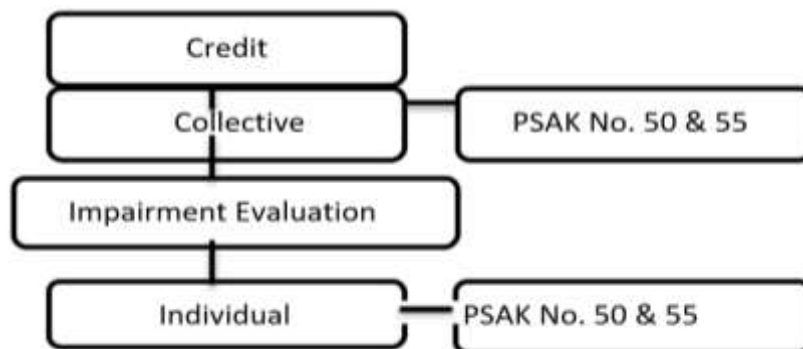 Credit
Collective
PSAK No. 50 & 55
Impairment Evaluation
Individual
PSAK No. 50 & 55